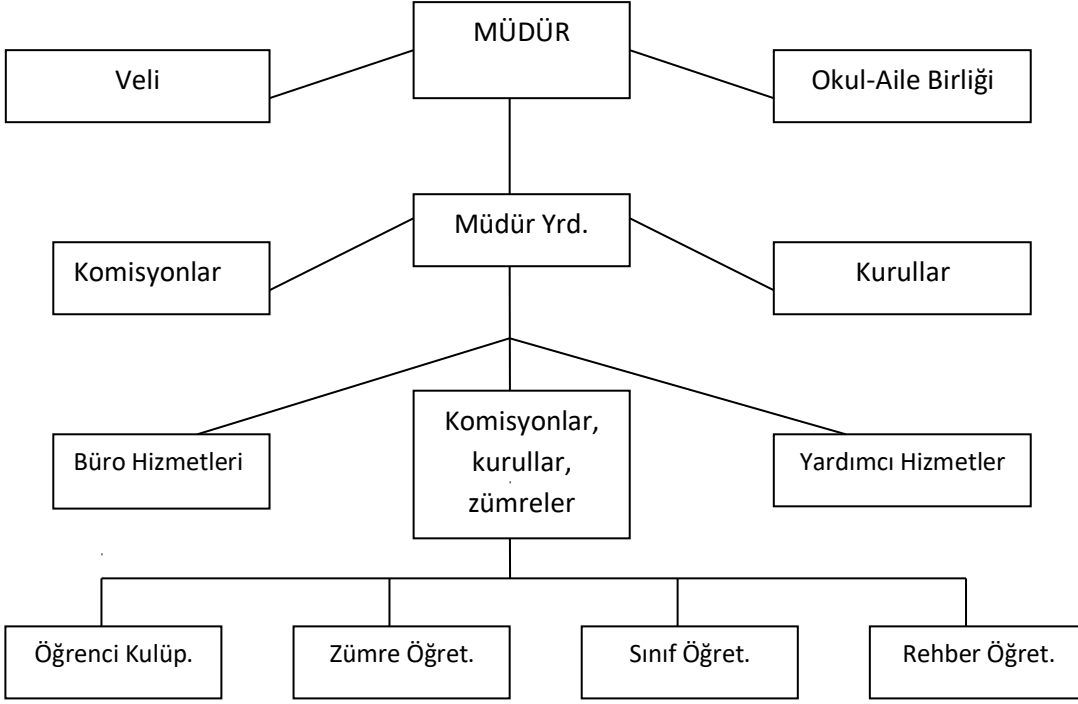 MÜDÜR
Veli
Okul-Aile Birliği
Müdür Yrd.
Komisyonlar
Kurullar
Komisyonlar,
kurullar,
zümreler
Büro Hizmetleri
Yardımcı Hizmetler
Öğrenci Kulüp.
Zümre Öğret.
Sınıf Öğret.
Rehber Öğret.